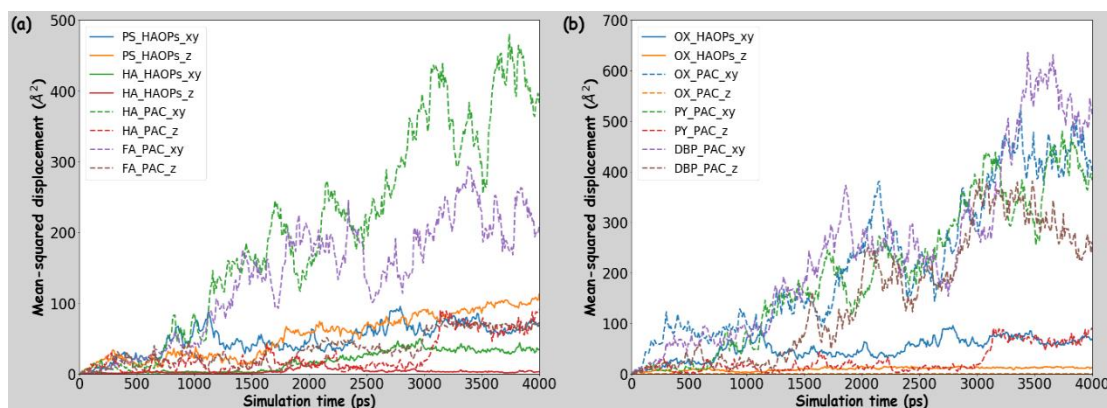 (a)
500
400
300
200
100
0
Mean-squared displacement (Å²)
PS_HAOPs_xy
PS_HAOPs_z
HA_HAOPs_xy
HA_HAOPs_z
HA_PAC_xy
HA_PAC_z
FA_PAC_xy
FA_PAC_z
0 500 1000 1500 2000 2500 3000 3500 4000
Simulation time (ps)
(b)
700
600
500
400
300
200
100
0
Mean-squared displacement (Å²)
OX_HAOPs_xy
OX_HAOPs_z
OX_PAC_xy
OX_PAC_z
PY_PAC_xy
PY_PAC_z
DBP_PAC_xy
DBP_PAC_z
0 500 1000 1500 2000 2500 3000 3500 4000
Simulation time (ps)